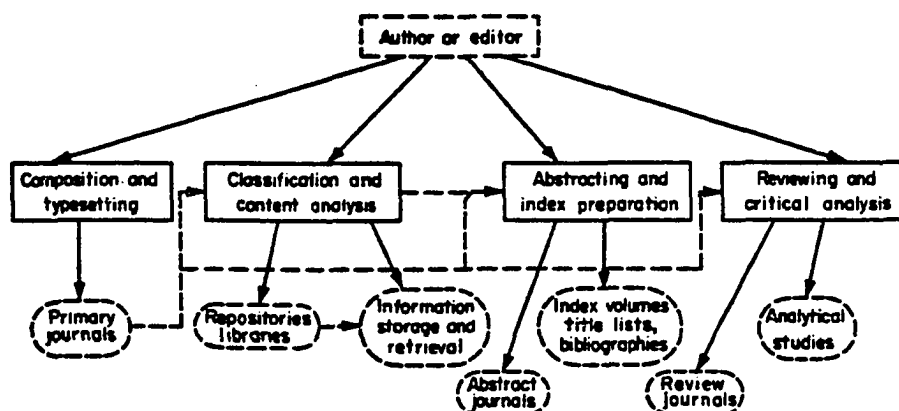 Author or editor
Composition and
typesetting
Classification and
content analysis
Abstracting and
index preparation
Reviewing and
critical analysis
Primary
journals
Repositories
libraries
Information
storage and
retrieval
Index volumes
title lists,
bibliographies
Analytical
studies
Abstract
journals
Review
journals